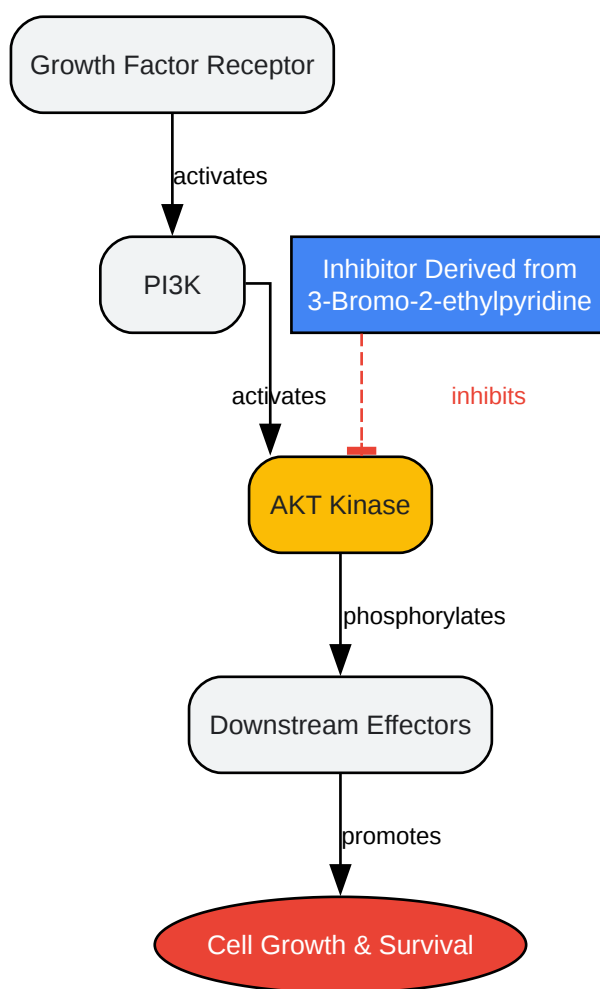 Growth Factor Receptor
activates
PI3K
Inhibitor Derived from
3-Bromo-2-ethylpyridine
activates
inhibits
AKT Kinase
phosphorylates
Downstream Effectors
promotes
Cell Growth & Survival